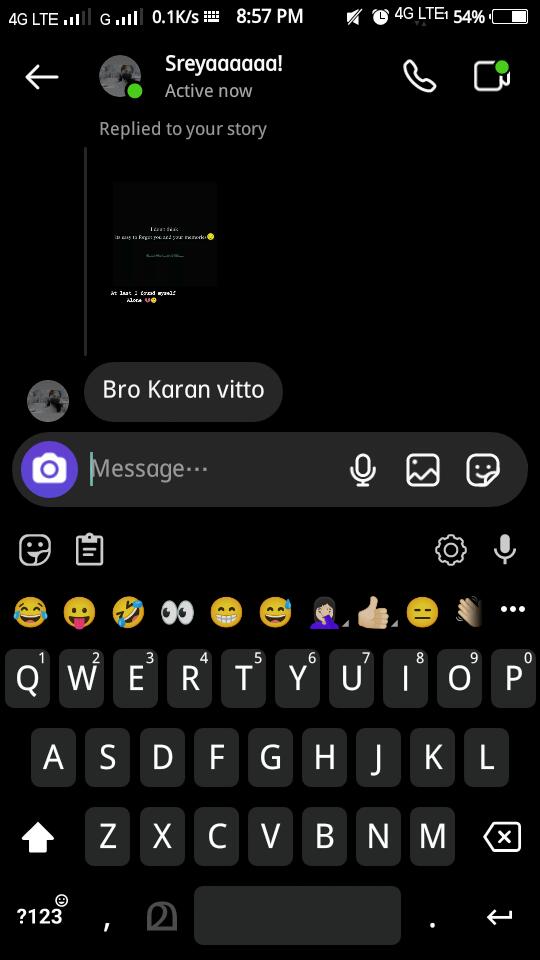 4G LTE G 0.1K/s 8:57 PM 4G LTE 54%
Sreyaaaaaa!
Active now
Replied to your story
I don't think
its easy to forget you and your memories😔
At last I found myself
Alone
Bro Karan vitto
Message...
😂 😛 🤣 👀 😁 😅 🤦🏻‍♀️ 👍🏼 😑 👋🏽 •••
Q1 W2 E3 R4 T5 Y6 U7 I8 O9 P0
A S D F G H J K L
Z X C V B N M
?123 , മ .